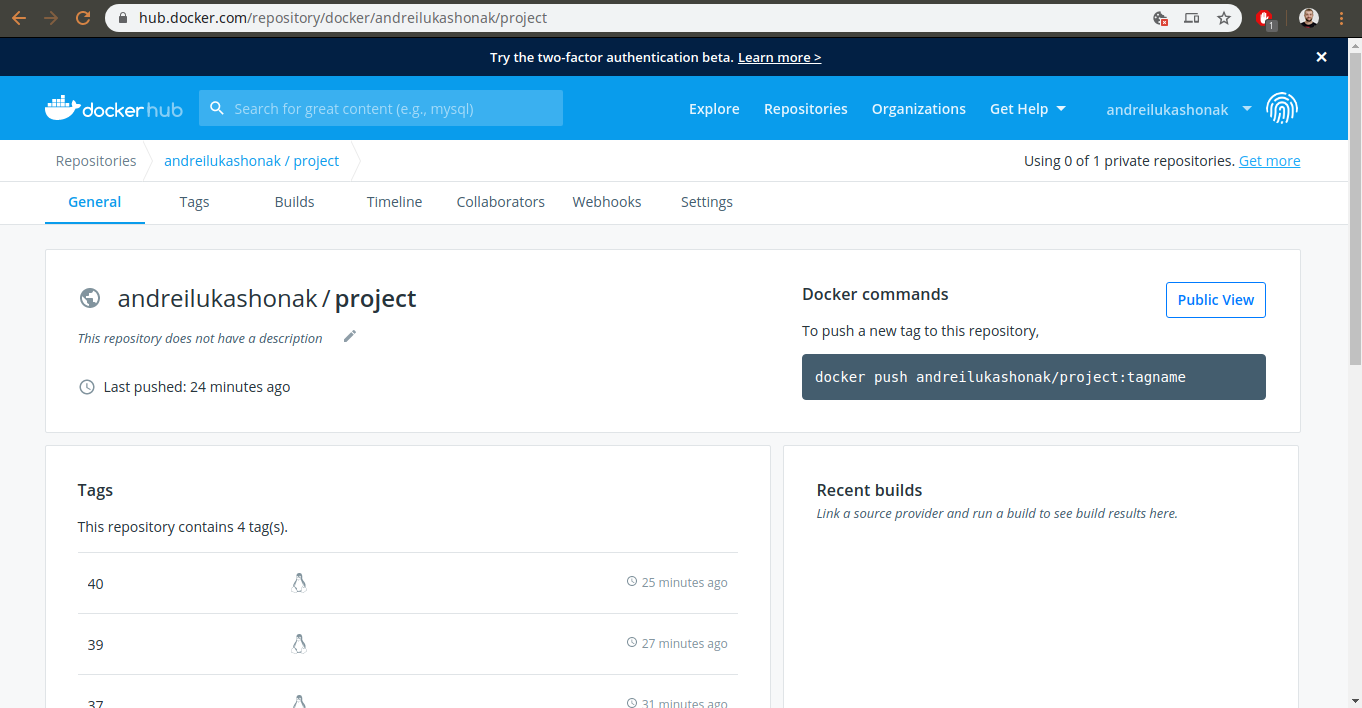 hub.docker.com/repository/docker/andreilukashonak/project
1
Try the two-factor authentication beta. Learn more >
docker hub
Search for great content (e.g., mysql)
Explore Repositories Organizations Get Help andreilukashonak
Repositories andreilukashonak / project
Using 0 of 1 private repositories. Get more
General Tags Builds Timeline Collaborators Webhooks Settings
andreilukashonak / project
This repository does not have a description
Last pushed: 24 minutes ago
Docker commands
Public View
To push a new tag to this repository,
docker push andreilukashonak/project:tagname
Tags
This repository contains 4 tag(s).
40 25 minutes ago
39 27 minutes ago
37 31 minutes ago
Recent builds
Link a source provider and run a build to see build results here.